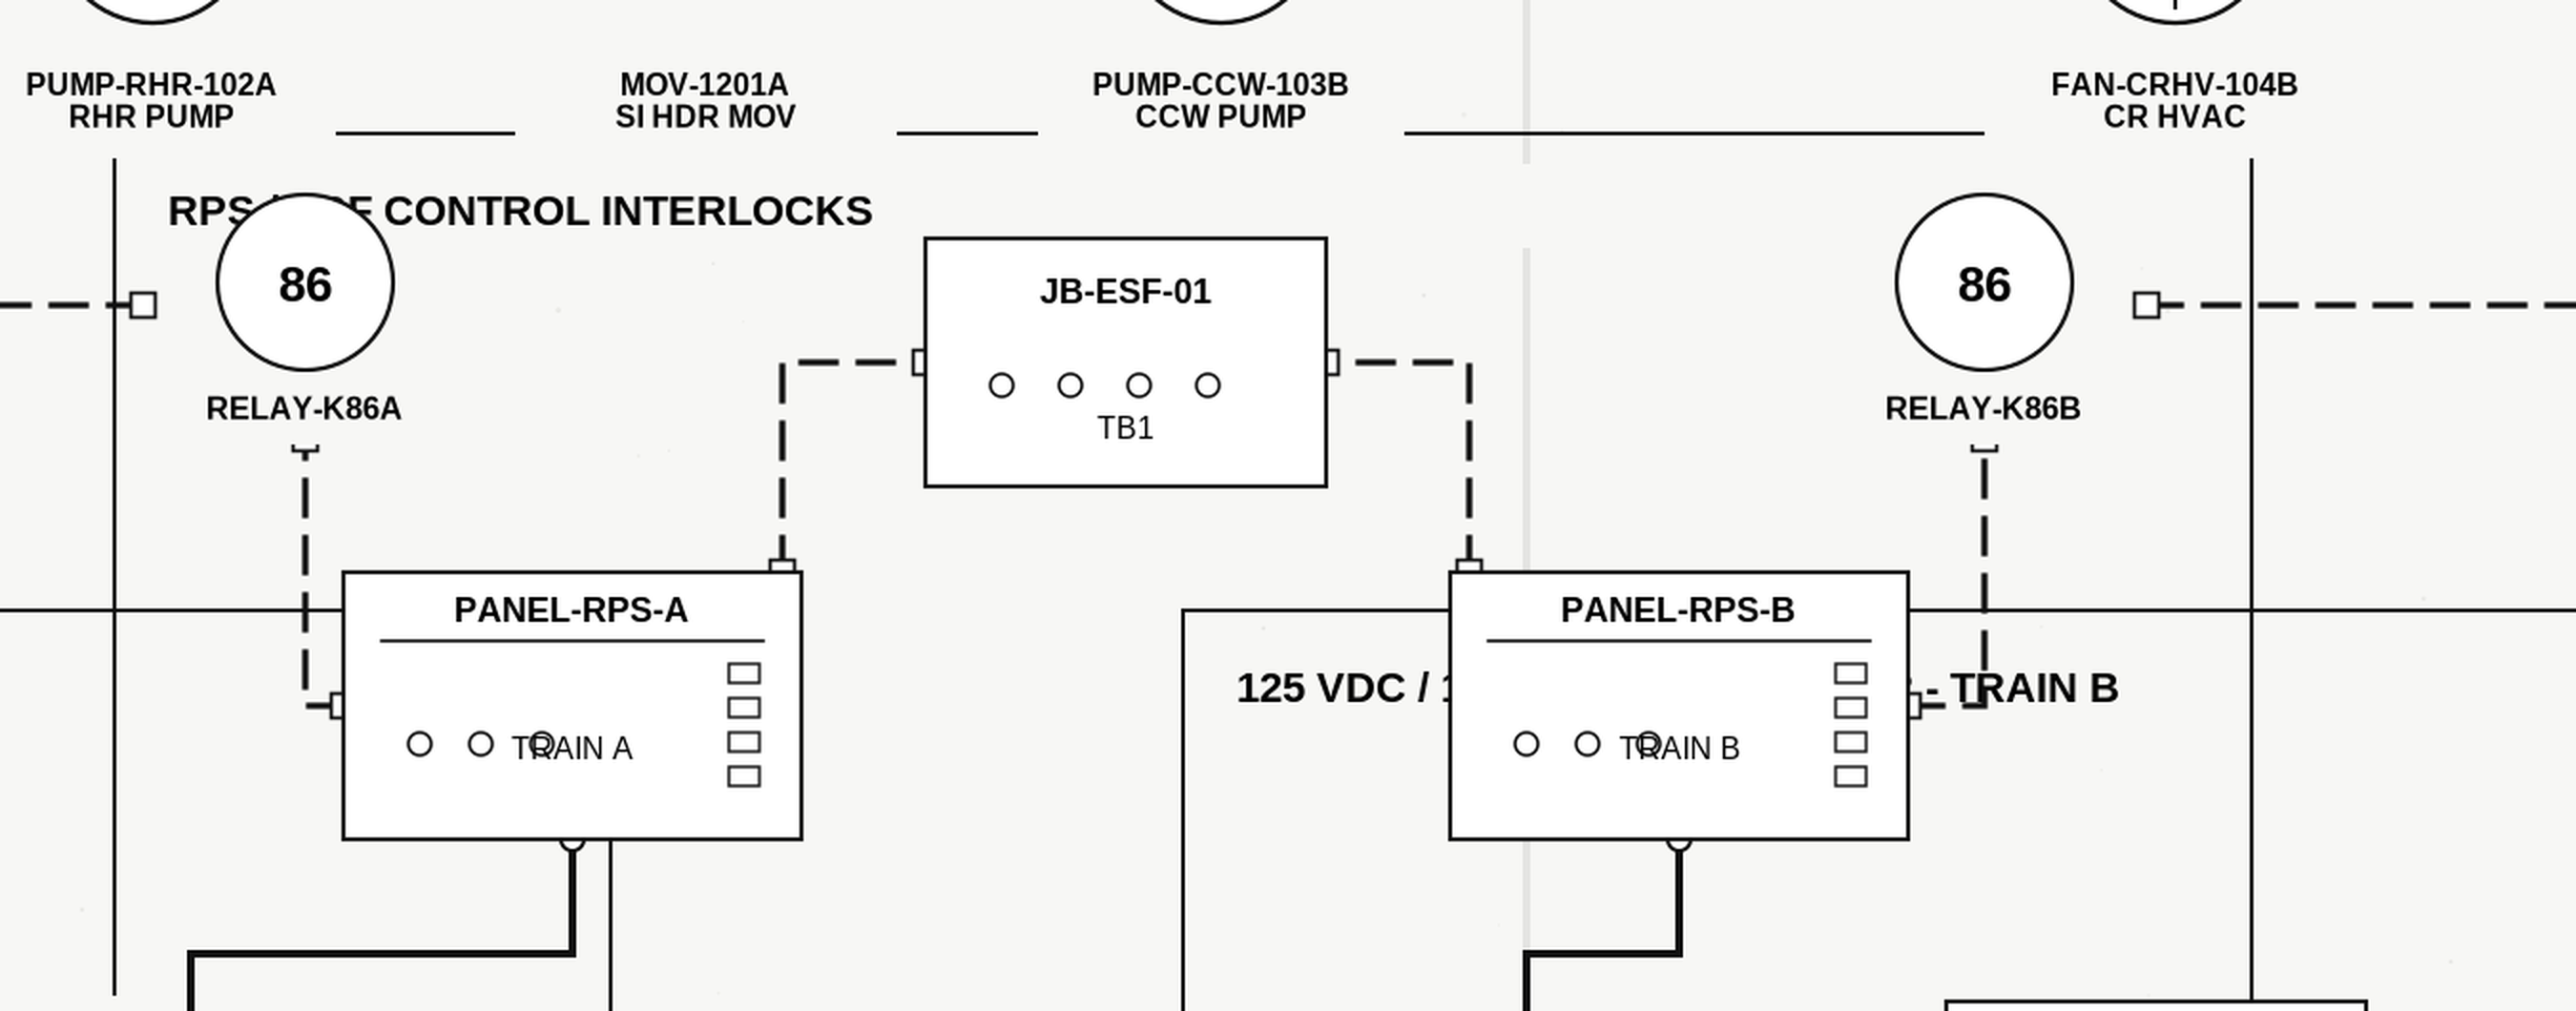 PUMP-RHR-102A
RHR PUMP
MOV-1201A
SI HDR MOV
PUMP-CCW-103B
CCW PUMP
FAN-CRHV-104B
CR HVAC
RPS CONTROL INTERLOCKS
86
RELAY-K86A
JB-ESF-01
TB1
86
RELAY-K86B
PANEL-RPS-A
TRAIN A
PANEL-RPS-B
125 VDC / - TRAIN B
TRAIN B